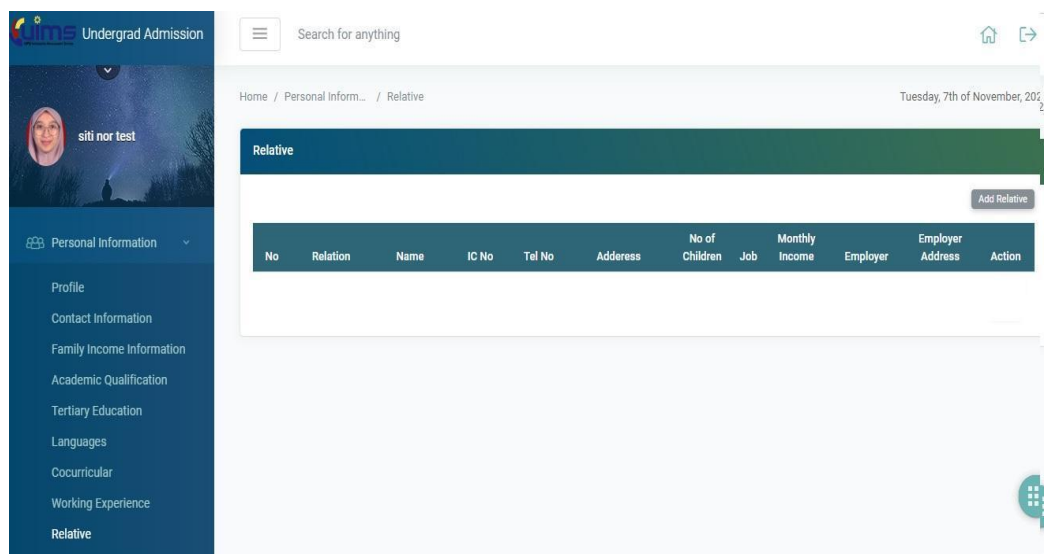 uims Undergrad Admission
Search for anything
siti nor test
Home / Personal Inform... / Relative
Tuesday, 7th of November, 202
Relative
Add Relative
No Relation Name IC No Tel No Adderess No of Children Job Monthly Income Employer Employer Address Action
Personal Information
Profile
Contact Information
Family Income Information
Academic Qualification
Tertiary Education
Languages
Cocurricular
Working Experience
Relative